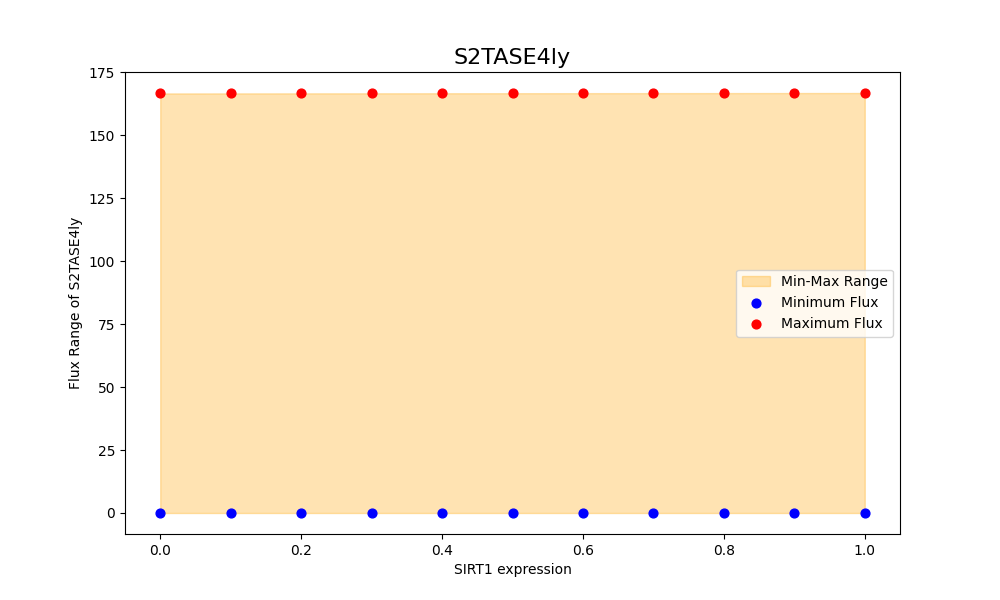 S2TASE4ly
175
150
125
100
75
50
25
0
Flux Range of S2TASE4ly
Min-Max Range
Minimum Flux
Maximum Flux
0.0 0.2 0.4 0.6 0.8 1.0
SIRT1 expression